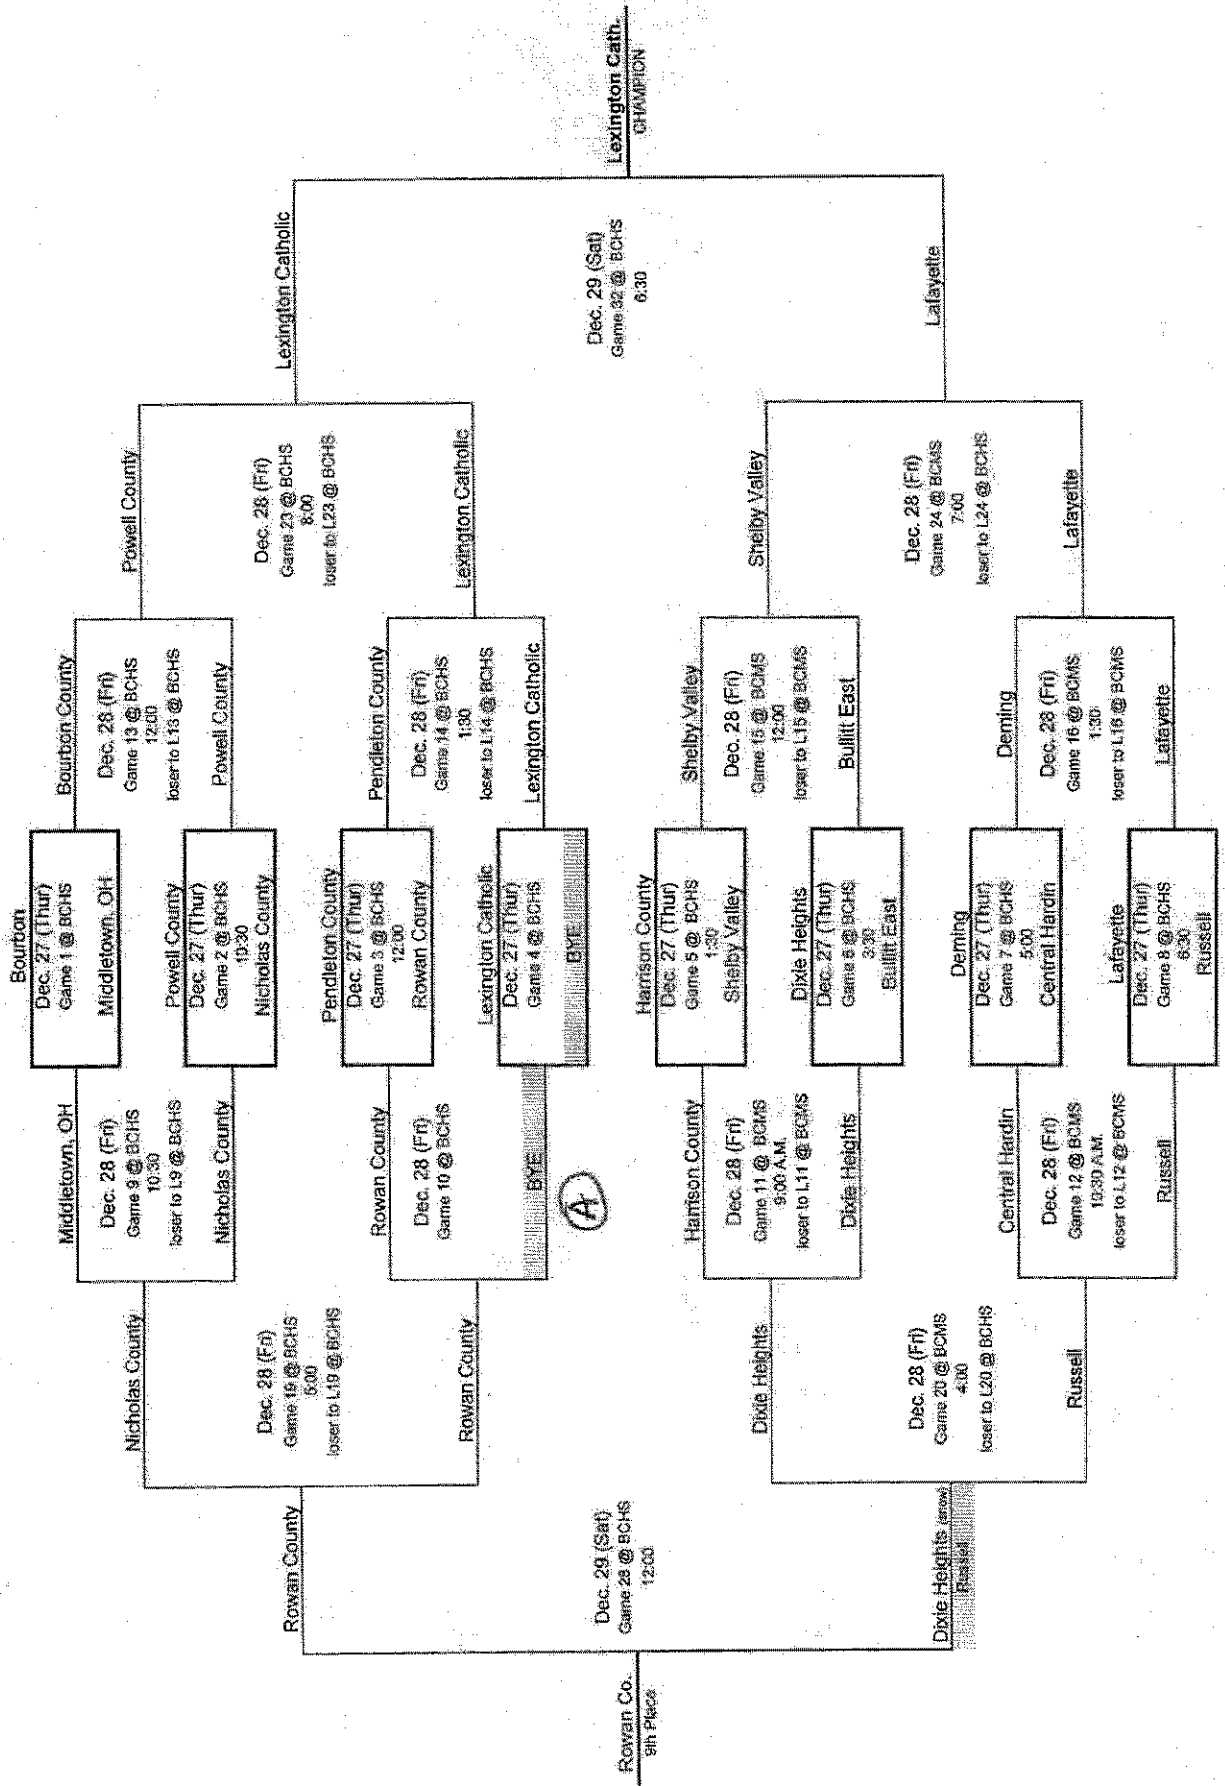 Bourbon
Dec. 27 (Thur)
Game 1 @ BCHS
Middletown, OH
Powell County
Dec. 27 (Thur)
Game 2 @ BCHS
10:30
Nicholas County
Pendleton County
Dec. 27 (Thur)
Game 3 @ BCHS
12:00
Rowan County
Lexington Catholic
Dec. 27 (Thur)
Game 4 @ BCHS
BYE
Harrison County
Dec. 27 (Thur)
Game 5 @ BCHS
1:30
Shelby Valley
Dixie Heights
Dec. 27 (Thur)
Game 6 @ BCHS
3:30
Bullitt East
Deming
Dec. 27 (Thur)
Game 7 @ BCHS
5:00
Central Hardin
Lafayette
Dec. 27 (Thur)
Game 8 @ BCHS
6:30
Russell
Bourbon County
Dec. 28 (Fri)
Game 13 @ BCHS
12:00
loser to L13 @ BCHS
Powell County
Pendleton County
Dec. 28 (Fri)
Game 14 @ BCHS
1:30
loser to L14 @ BCHS
Lexington Catholic
Shelby Valley
Dec. 28 (Fri)
Game 15 @ BCMS
12:00
loser to L15 @ BCMS
Bullitt East
Deming
Dec. 28 (Fri)
Game 16 @ BCMS
1:30
loser to L16 @ BCMS
Lafayette
Powell County
Dec. 28 (Fri)
Game 23 @ BCHS
8:00
loser to L23 @ BCHS
Lexington Catholic
Shelby Valley
Dec. 28 (Fri)
Game 24 @ BCMS
7:00
loser to L24 @ BCHS
Lafayette
Lexington Catholic
Dec. 29 (Sat)
Game 32 @ BCHS
6:30
Lafayette
Lexington Cath.
CHAMPION
Middletown, OH
Dec. 28 (Fri)
Game 9 @ BCHS
10:30
loser to L9 @ BCHS
Nicholas County
Rowan County
Dec. 28 (Fri)
Game 10 @ BCHS
BYE
A
Harrison County
Dec. 28 (Fri)
Game 11 @ BCMS
9:00 A.M.
loser to L11 @ BCMS
Dixie Heights
Central Hardin
Dec. 28 (Fri)
Game 12 @ BCMS
10:30 A.M.
loser to L12 @ BCMS
Russell
Nicholas County
Dec. 28 (Fri)
Game 19 @ BCHS
5:00
loser to L19 @ BCHS
Rowan County
Dixie Heights
Dec. 28 (Fri)
Game 20 @ BCMS
4:00
loser to L20 @ BCHS
Russell
Rowan County
Dec. 29 (Sat)
Game 28 @ BCHS
12:00
Dixie Heights (snow)
Russell
Rowan Co.
9th Place